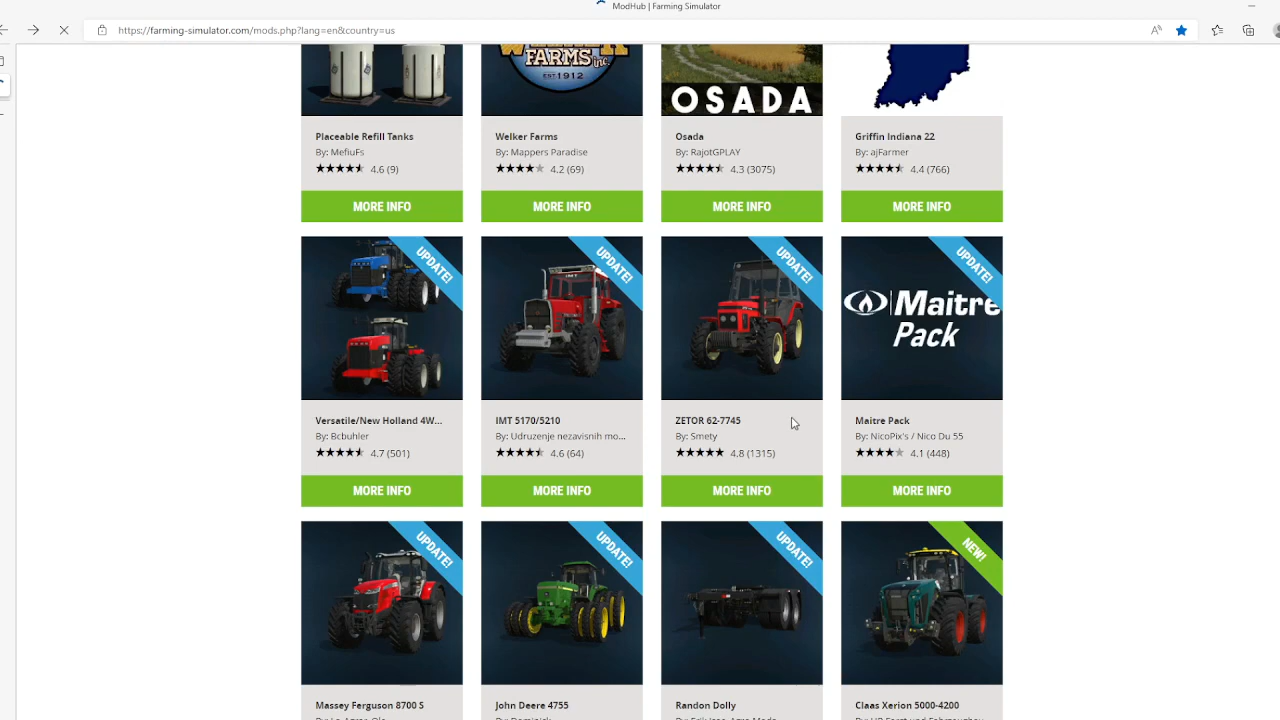 ModHub | Farming Simulator
https://farming-simulator.com/mods.php?lang=en&country=us
FARMS INC.
EST 1912
OSADA
Placeable Refill Tanks
By: MefiuFs
4.6 (9)
MORE INFO
Welker Farms
By: Mappers Paradise
4.2 (69)
MORE INFO
Osada
By: RajotGPLAY
4.3 (3075)
MORE INFO
Griffin Indiana 22
By: ajFarmer
4.4 (766)
MORE INFO
UPDATE!
Versatile/New Holland 4W...
By: Bcbuhler
4.7 (501)
MORE INFO
UPDATE!
IMT 5170/5210
By: Udruzenje nezavisnih mo...
4.6 (64)
MORE INFO
UPDATE!
ZETOR 62-7745
By: Smety
4.8 (1315)
MORE INFO
UPDATE!
Maitre
Pack
Maitre Pack
By: NicoPix's / Nico Du 55
4.1 (448)
MORE INFO
UPDATE!
Massey Ferguson 8700 S
UPDATE!
John Deere 4755
UPDATE!
Randon Dolly
NEW!
Claas Xerion 5000-4200